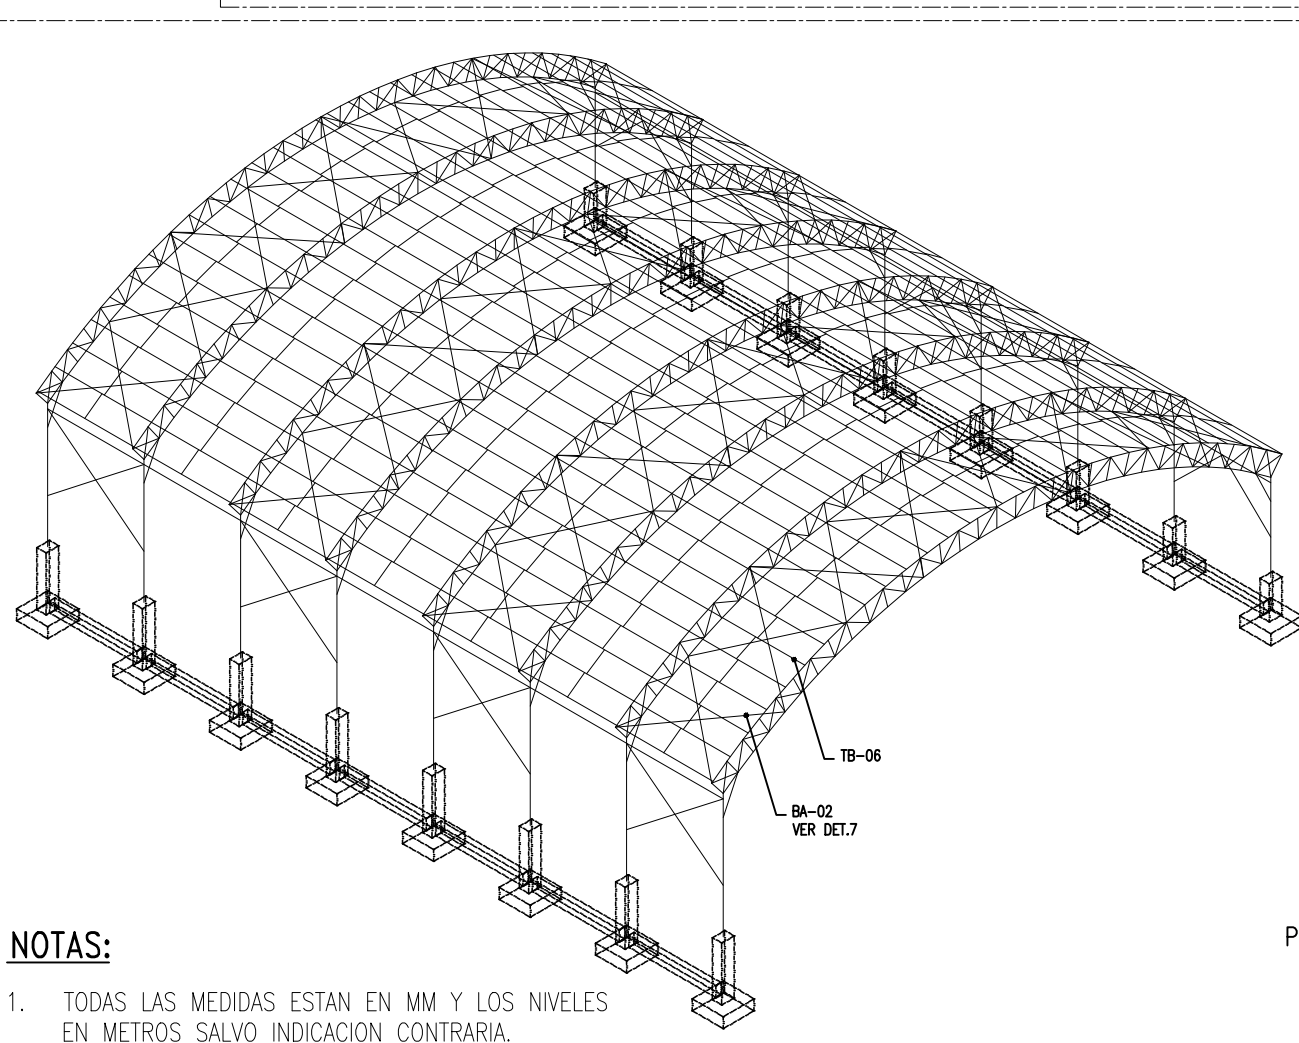 TB-06
BA-02
VER DET.7
NOTAS:
P
1. TODAS LAS MEDIDAS ESTAN EN MM Y LOS NIVELES
EN METROS SALVO INDICACION CONTRARIA.